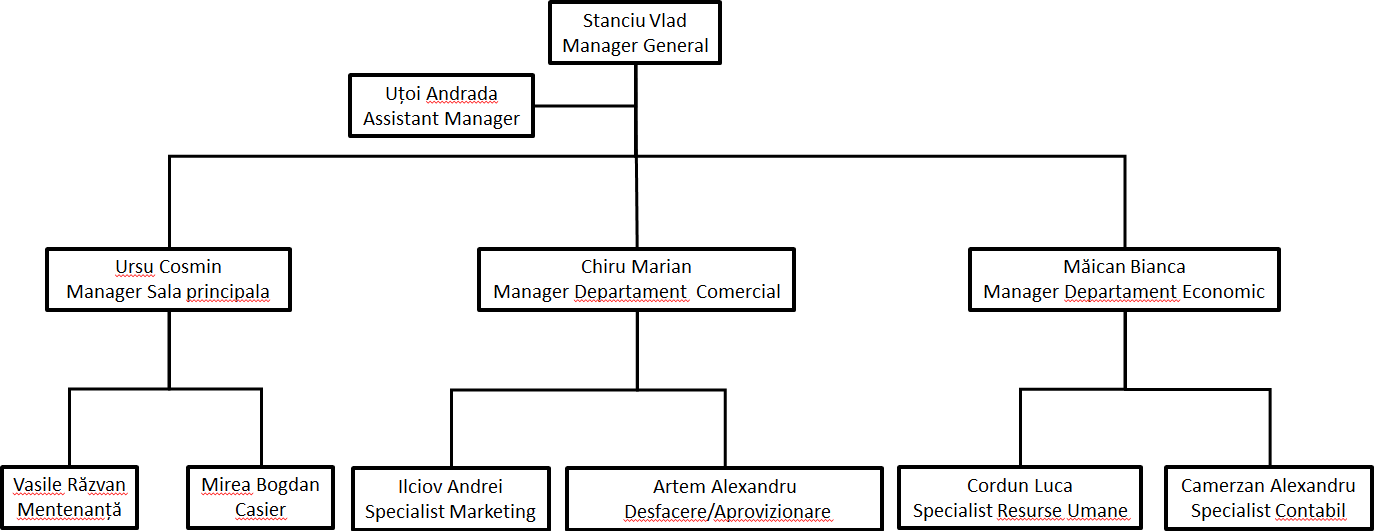 Stanciu Vlad
Manager General
Uțoi Andrada
Assistant Manager
Ursu Cosmin
Manager Sala principala
Chiru Marian
Manager Departament Comercial
Măican Bianca
Manager Departament Economic
Vasile Răzvan
Mentenanță
Mirea Bogdan
Casier
Ilciov Andrei
Specialist Marketing
Artem Alexandru
Desfacere/Aprovizionare
Cordun Luca
Specialist Resurse Umane
Camerzan Alexandru
Specialist Contabil